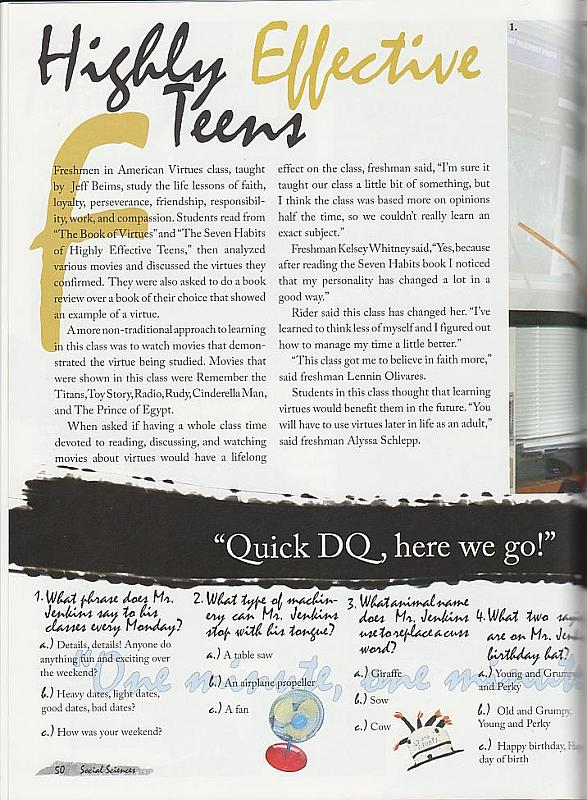 Highly Effective
Teens
Freshmen in American Virtues class, taught
by Jeff Beims, study the life lessons of faith,
loyalty, perseverance, friendship, responsibil-
ity, work, and compassion. Students read from
“The Book of Virtues” and “The Seven Habits
of Highly Effective Teens,” then analyzed
various movies and discussed the virtues they
confirmed. They were also asked to do a book
review over a book of their choice that showed
an example of a virtue.
A more non-traditional approach to learning
in this class was to watch movies that demon-
strated the virtue being studied. Movies that
were shown in this class were Remember the
Titans, Toy Story, Radio, Rudy, Cinderella Man,
and The Prince of Egypt.
When asked if having a whole class time
devoted to reading, discussing, and watching
movies about virtues would have a lifelong
effect on the class, freshman said, “I’m sure it
taught our class a little bit of something, but
I think the class was based more on opinions
half the time, so we couldn’t really learn an
exact subject.”
Freshman Kelsey Whitney said, “Yes, because
after reading the Seven Habits book I noticed
that my personality has changed a lot in a
good way.”
Rider said this class has changed her. “I’ve
learned to think less of myself and I figured out
how to manage my time a little better.”
“This class got me to believe in faith more,”
said freshman Lennin Olivares.
Students in this class thought that learning
virtues would benefit them in the future. “You
will have to use virtues later in life as an adult,”
said freshman Alyssa Schlepp.
1.
“Quick DQ, here we go!”
1. What phrase does Mr.
Jenkins say to his
classes every Monday?
a.) Details, details! Anyone do
anything fun and exciting over
the weekend?
b.) Heavy dates, light dates,
good dates, bad dates?
c.) How was your weekend?
2. What type of machin-
ery can Mr. Jenkins
stop with his tongue?
a.) A table saw
b.) An airplane propeller
c.) A fan
3. What animal name
does Mr. Jenkins
use to replace a cuss
word?
a.) Giraffe
b.) Sow
c.) Cow
4. What two
are on Mr.
birthday hat?
a.) Young and
and Perky
b.) Old and Grumpy,
Young and Perky
c.) Happy birthday,
day of birth
“One minute, one minute
50 Social Sciences